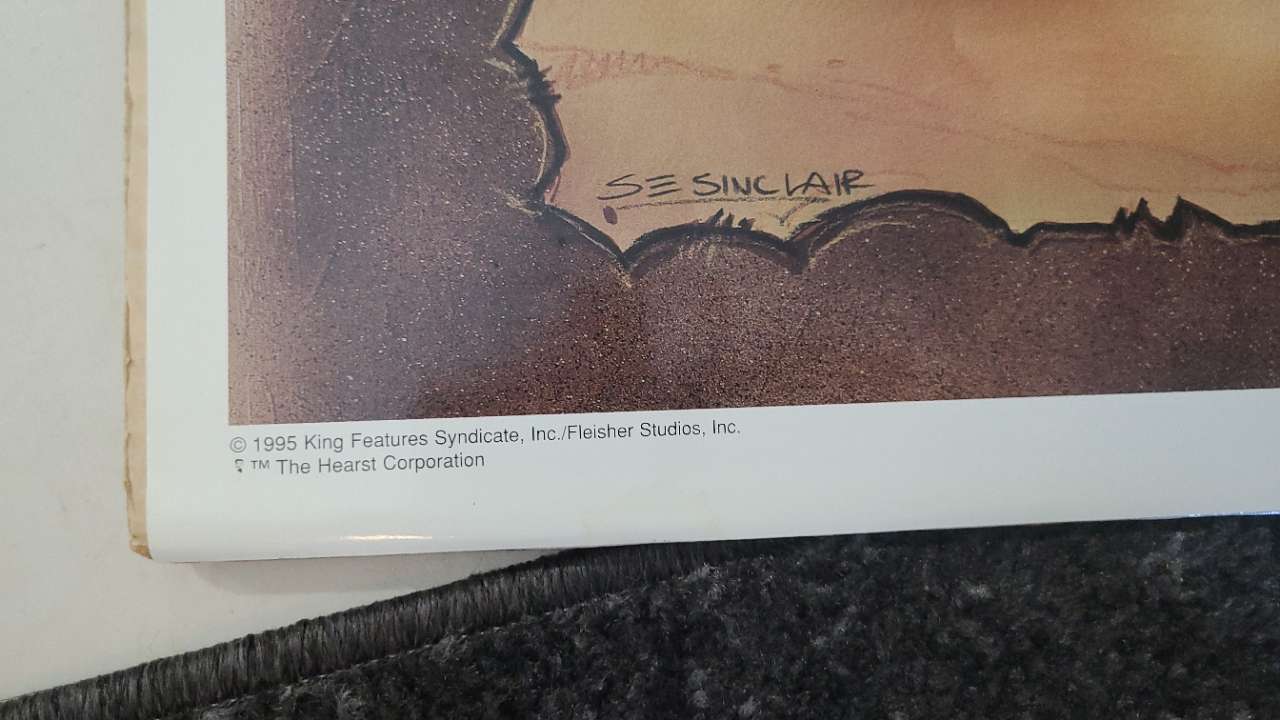 SE SINCLAIR
© 1995 King Features Syndicate, Inc./Fleisher Studios, Inc.
™ The Hearst Corporation